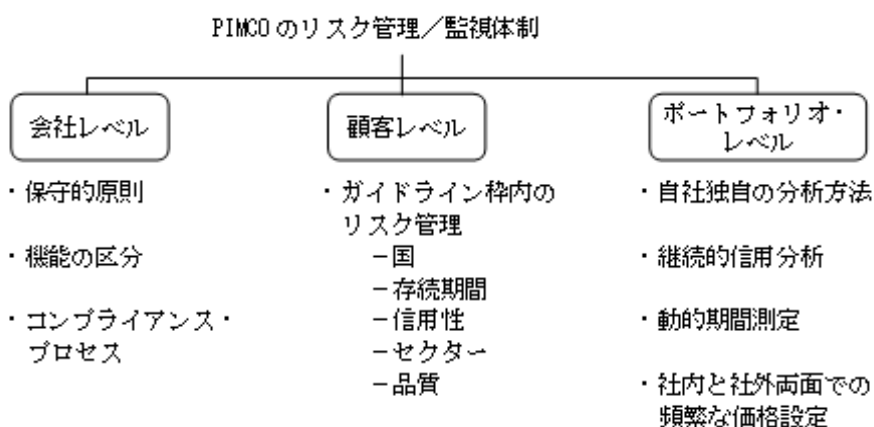 PIMCOのリスク管理／監視体制
会社レベル
・保守的原則
・機能の区分
・コンプライアンス・
プロセス
顧客レベル
・ガイドライン枠内の
リスク管理
－国
－存続期間
－信用性
－セクター
－品質
ポートフォリオ・
レベル
・自社独自の分析方法
・継続的信用分析
・動的期間測定
・社内と社外両面での
頻繁な価格設定